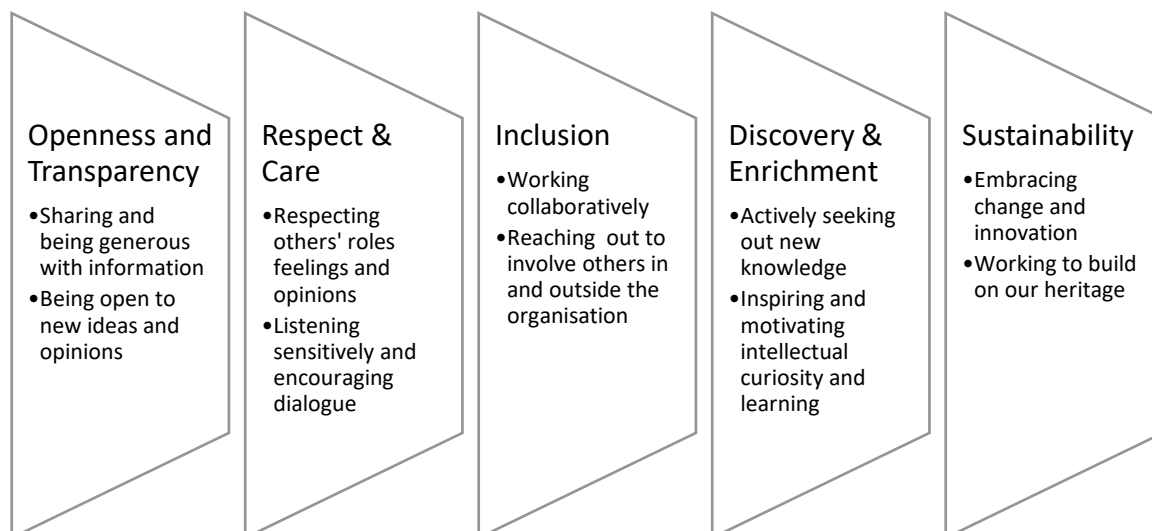 Openness and
Transparency
•Sharing and
being generous
with information
•Being open to
new ideas and
opinions
Respect &
Care
•Respecting
others' roles
feelings and
opinions
•Listening
sensitively and
encouraging
dialogue
Inclusion
•Working
collaboratively
•Reaching  out to
involve others in
and outside the
organisation
Discovery &
Enrichment
•Actively seeking
out new
knowledge
•Inspiring and
motivating
intellectual
curiosity and
learning
Sustainability
•Embracing
change and
innovation
•Working to build
on our heritage